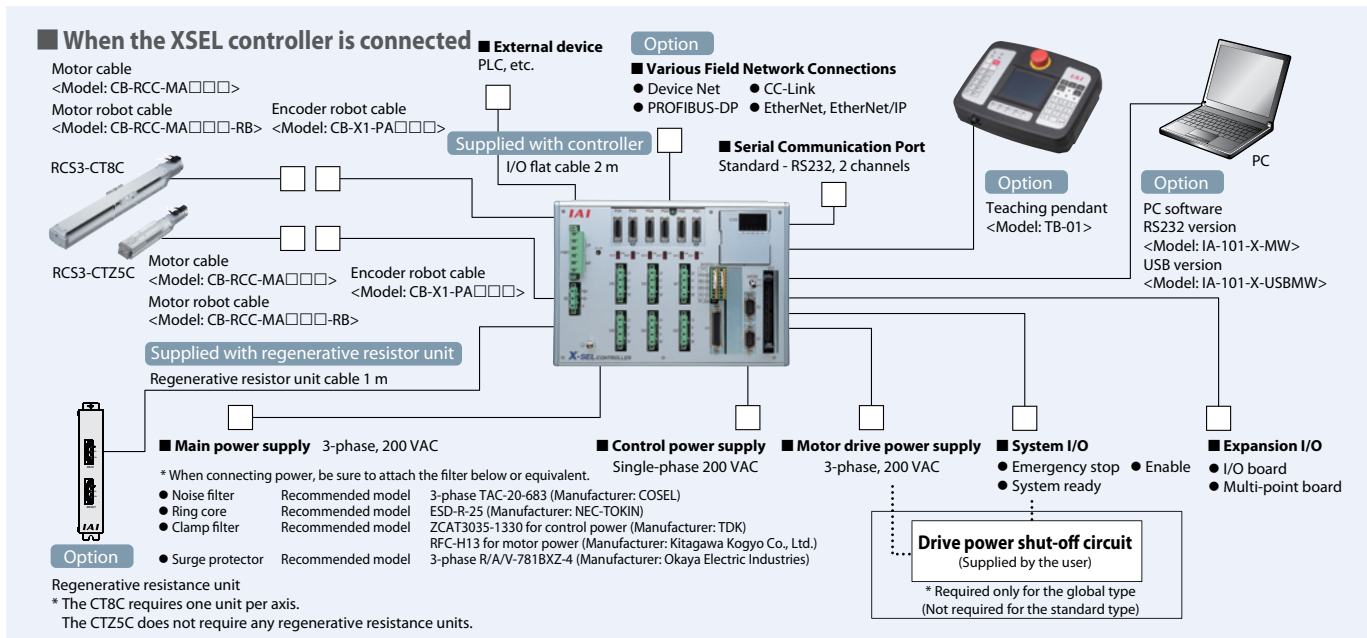 ■ When the XSEL controller is connected
Motor cable
<Model: CB-RCC-MA□□□>
Motor robot cable
<Model: CB-RCC-MA□□□-RB>
Encoder robot cable
<Model: CB-X1-PA□□□>
■ External device
PLC, etc.
Supplied with controller
I/O flat cable 2 m
Option
■ Various Field Network Connections
● Device Net ● CC-Link
● PROFIBUS-DP ● EtherNet, EtherNet/IP
■ Serial Communication Port
Standard - RS232, 2 channels
Option
Teaching pendant
<Model: TB-01>
PC
Option
PC software
RS232 version
<Model: IA-101-X-MW>
USB version
<Model: IA-101-X-USBMW>
RCS3-CT8C
RCS3-CTZ5C
Motor cable
<Model: CB-RCC-MA□□□>
Motor robot cable
<Model: CB-RCC-MA□□□-RB>
Encoder robot cable
<Model: CB-X1-PA□□□>
IAI
X-SEL CONTROLLER
Supplied with regenerative resistor unit
Regenerative resistor unit cable 1 m
■ Main power supply 3-phase, 200 VAC
* When connecting power, be sure to attach the filter below or equivalent.
● Noise filter Recommended model 3-phase TAC-20-683 (Manufacturer: COSEL)
● Ring core Recommended model ESD-R-25 (Manufacturer: NEC-TOKIN)
● Clamp filter Recommended model ZCAT3035-1330 for control power (Manufacturer: TDK)
RFC-H13 for motor power (Manufacturer: Kitagawa Kogyo Co., Ltd.)
● Surge protector Recommended model 3-phase R/A/V-781BXZ-4 (Manufacturer: Okaya Electric Industries)
■ Control power supply
Single-phase 200 VAC
■ Motor drive power supply
3-phase, 200 VAC
■ System I/O
● Emergency stop ● Enable
● System ready
■ Expansion I/O
● I/O board
● Multi-point board
Drive power shut-off circuit
(Supplied by the user)
* Required only for the global type
(Not required for the standard type)
IAI
Option
Regenerative resistance unit
* The CT8C requires one unit per axis.
The CTZ5C does not require any regenerative resistance units.